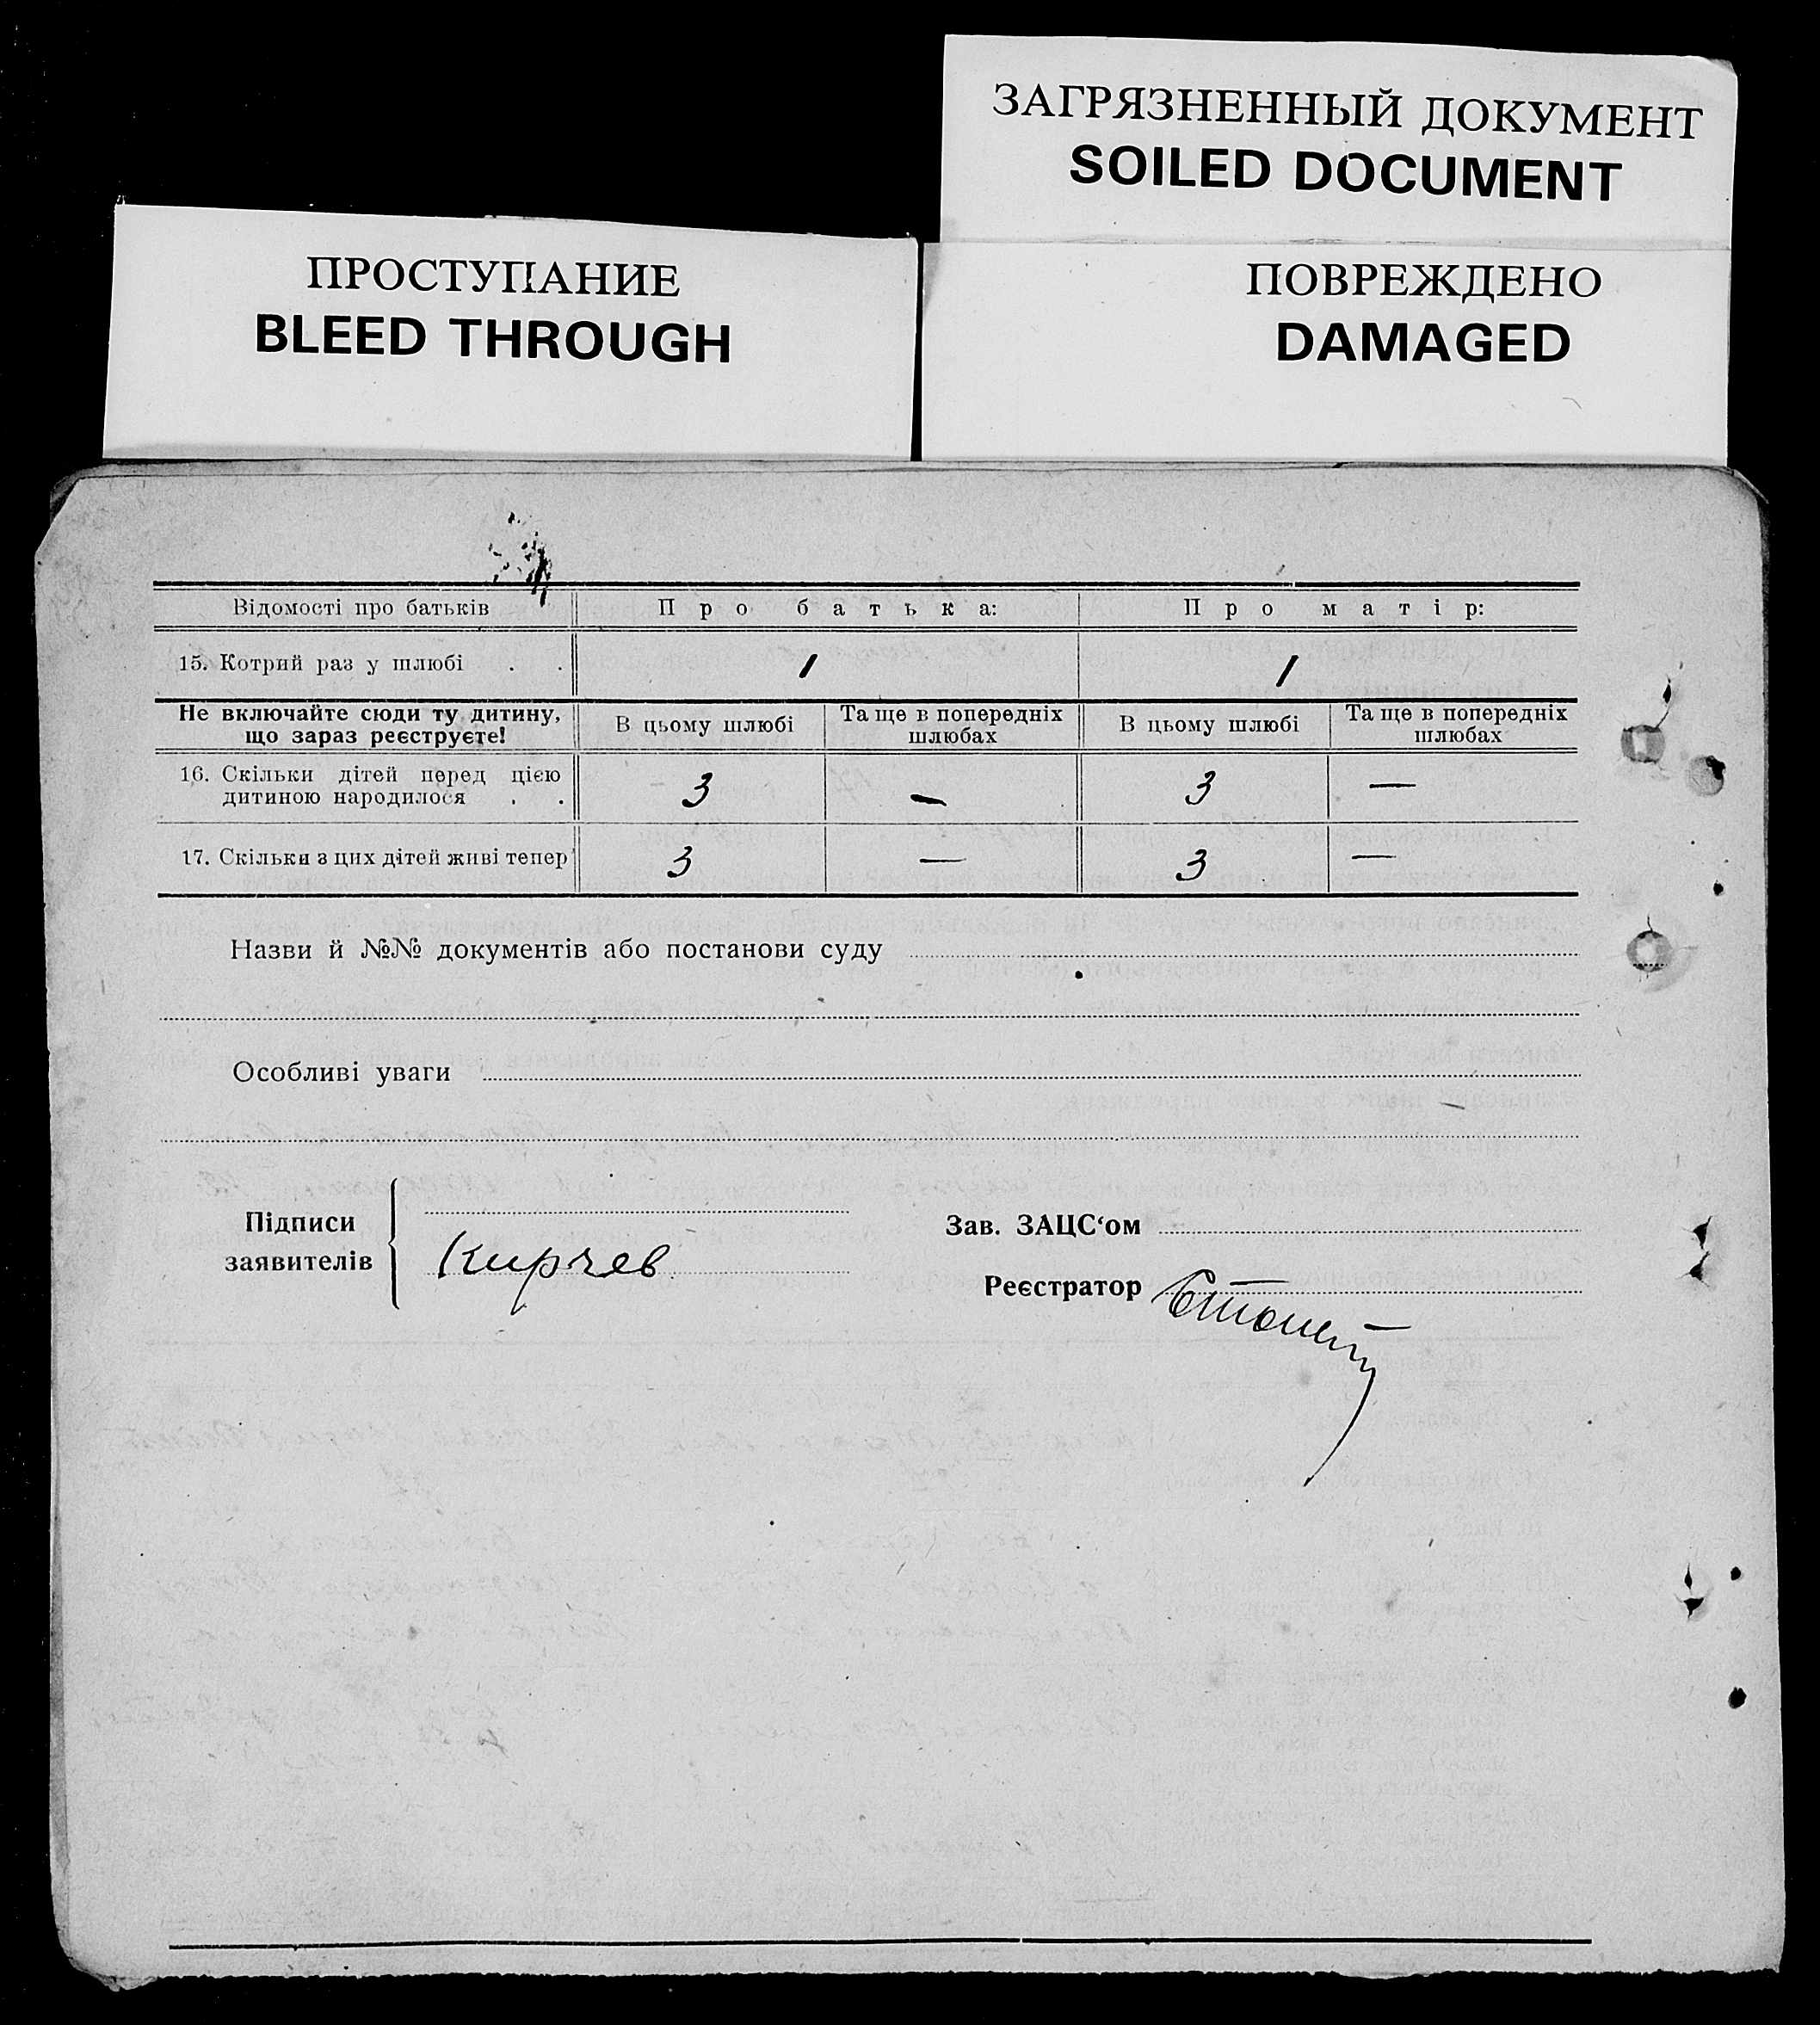 ЗАГРЯЗНЕННЫЙ ДОКУМЕНТ
SOILED DOCUMENT
ПРОСТУПАНИЕ
BLEED THROUGH
ПОВРЕЖДЕНО
DAMAGED
Відомості про батьків Про батька: Про матір:
15. Котрий раз у шлюбі . . 1 1
Не включайте сюди ту дитину, що зараз реєструєте! В цьому шлюбі Та ще в попередніх шлюбах В цьому шлюбі Та ще в попередніх шлюбах
16. Скільки дітей перед цією
дитиною народилося . . 3 — 3 —
17. Скільки з цих дітей живі тепер 3 — 3 —
Назви й №№ документів або постанови суду
Особливі уваги
Підписи
заявителів
Кирчев
Зав. ЗАЦС‘ом
Реєстратор